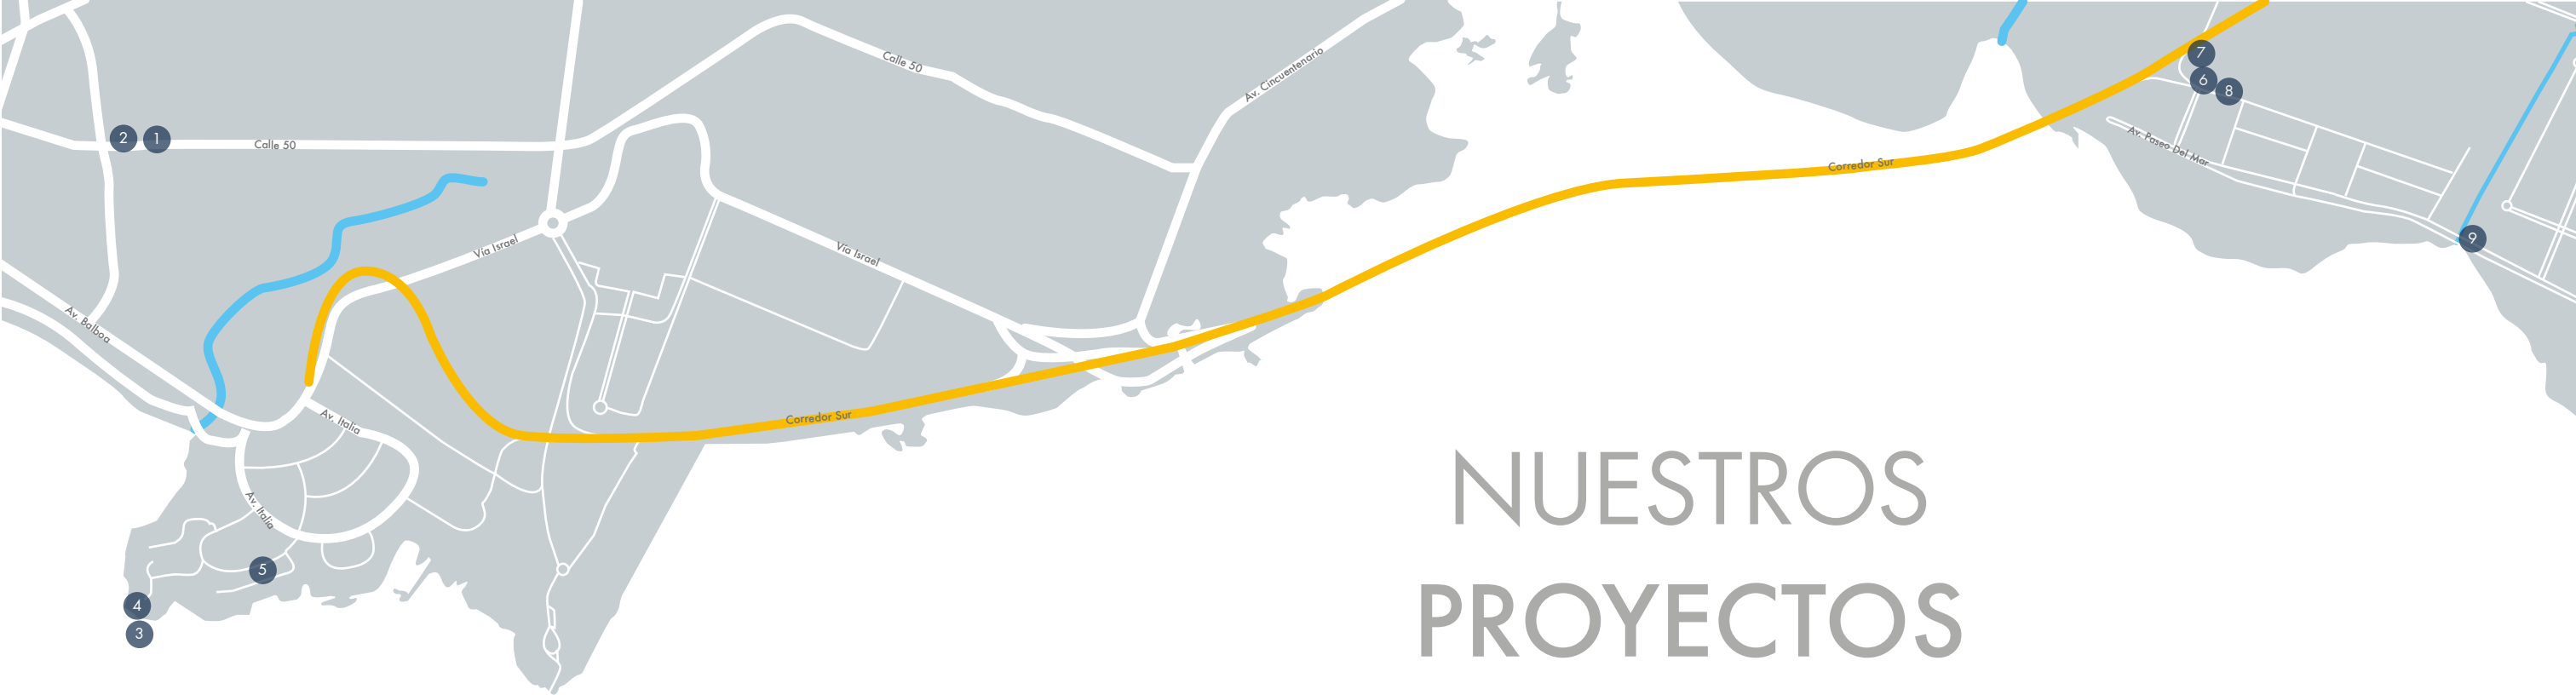 Calle 50
Av. Cincuentenario
7
6
8
2
1
Calle 50
Av. Paseo Del Mar
Corredor Sur
Vía Israel
Vía Israel
9
Av. Balboa
Corredor Sur
Av. Italia
Av. Italia
NUESTROS
PROYECTOS
5
4
3